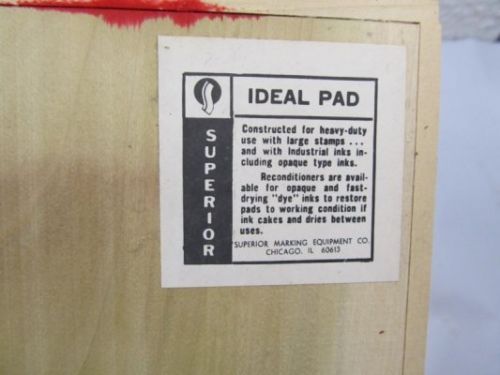 IDEAL PAD
SUPERIOR
Constructed for heavy-duty
use with large stamps ...
and with Industrial inks in-
cluding opaque type inks.
Reconditioners are avail-
able for opaque and fast-
drying "dye" inks to restore
pads to working condition if
ink cakes and dries between
uses.
SUPERIOR MARKING EQUIPMENT CO.
CHICAGO, IL 60613